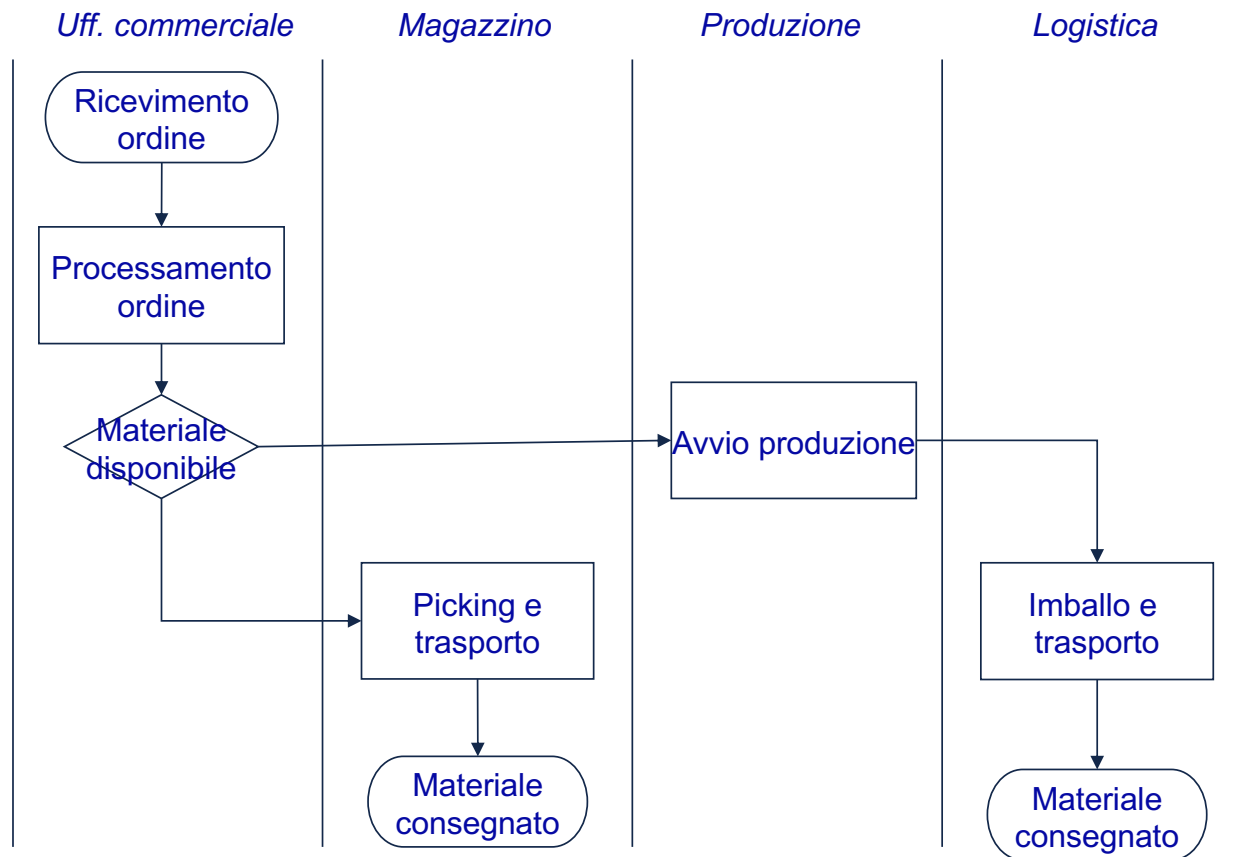 Uff. commerciale
Magazzino
Produzione
Logistica
Ricevimento
ordine
Processamento
ordine
Materiale
disponibile
Avvio produzione
Picking e
trasporto
Imballo e
trasporto
Materiale
consegnato
Materiale
consegnato